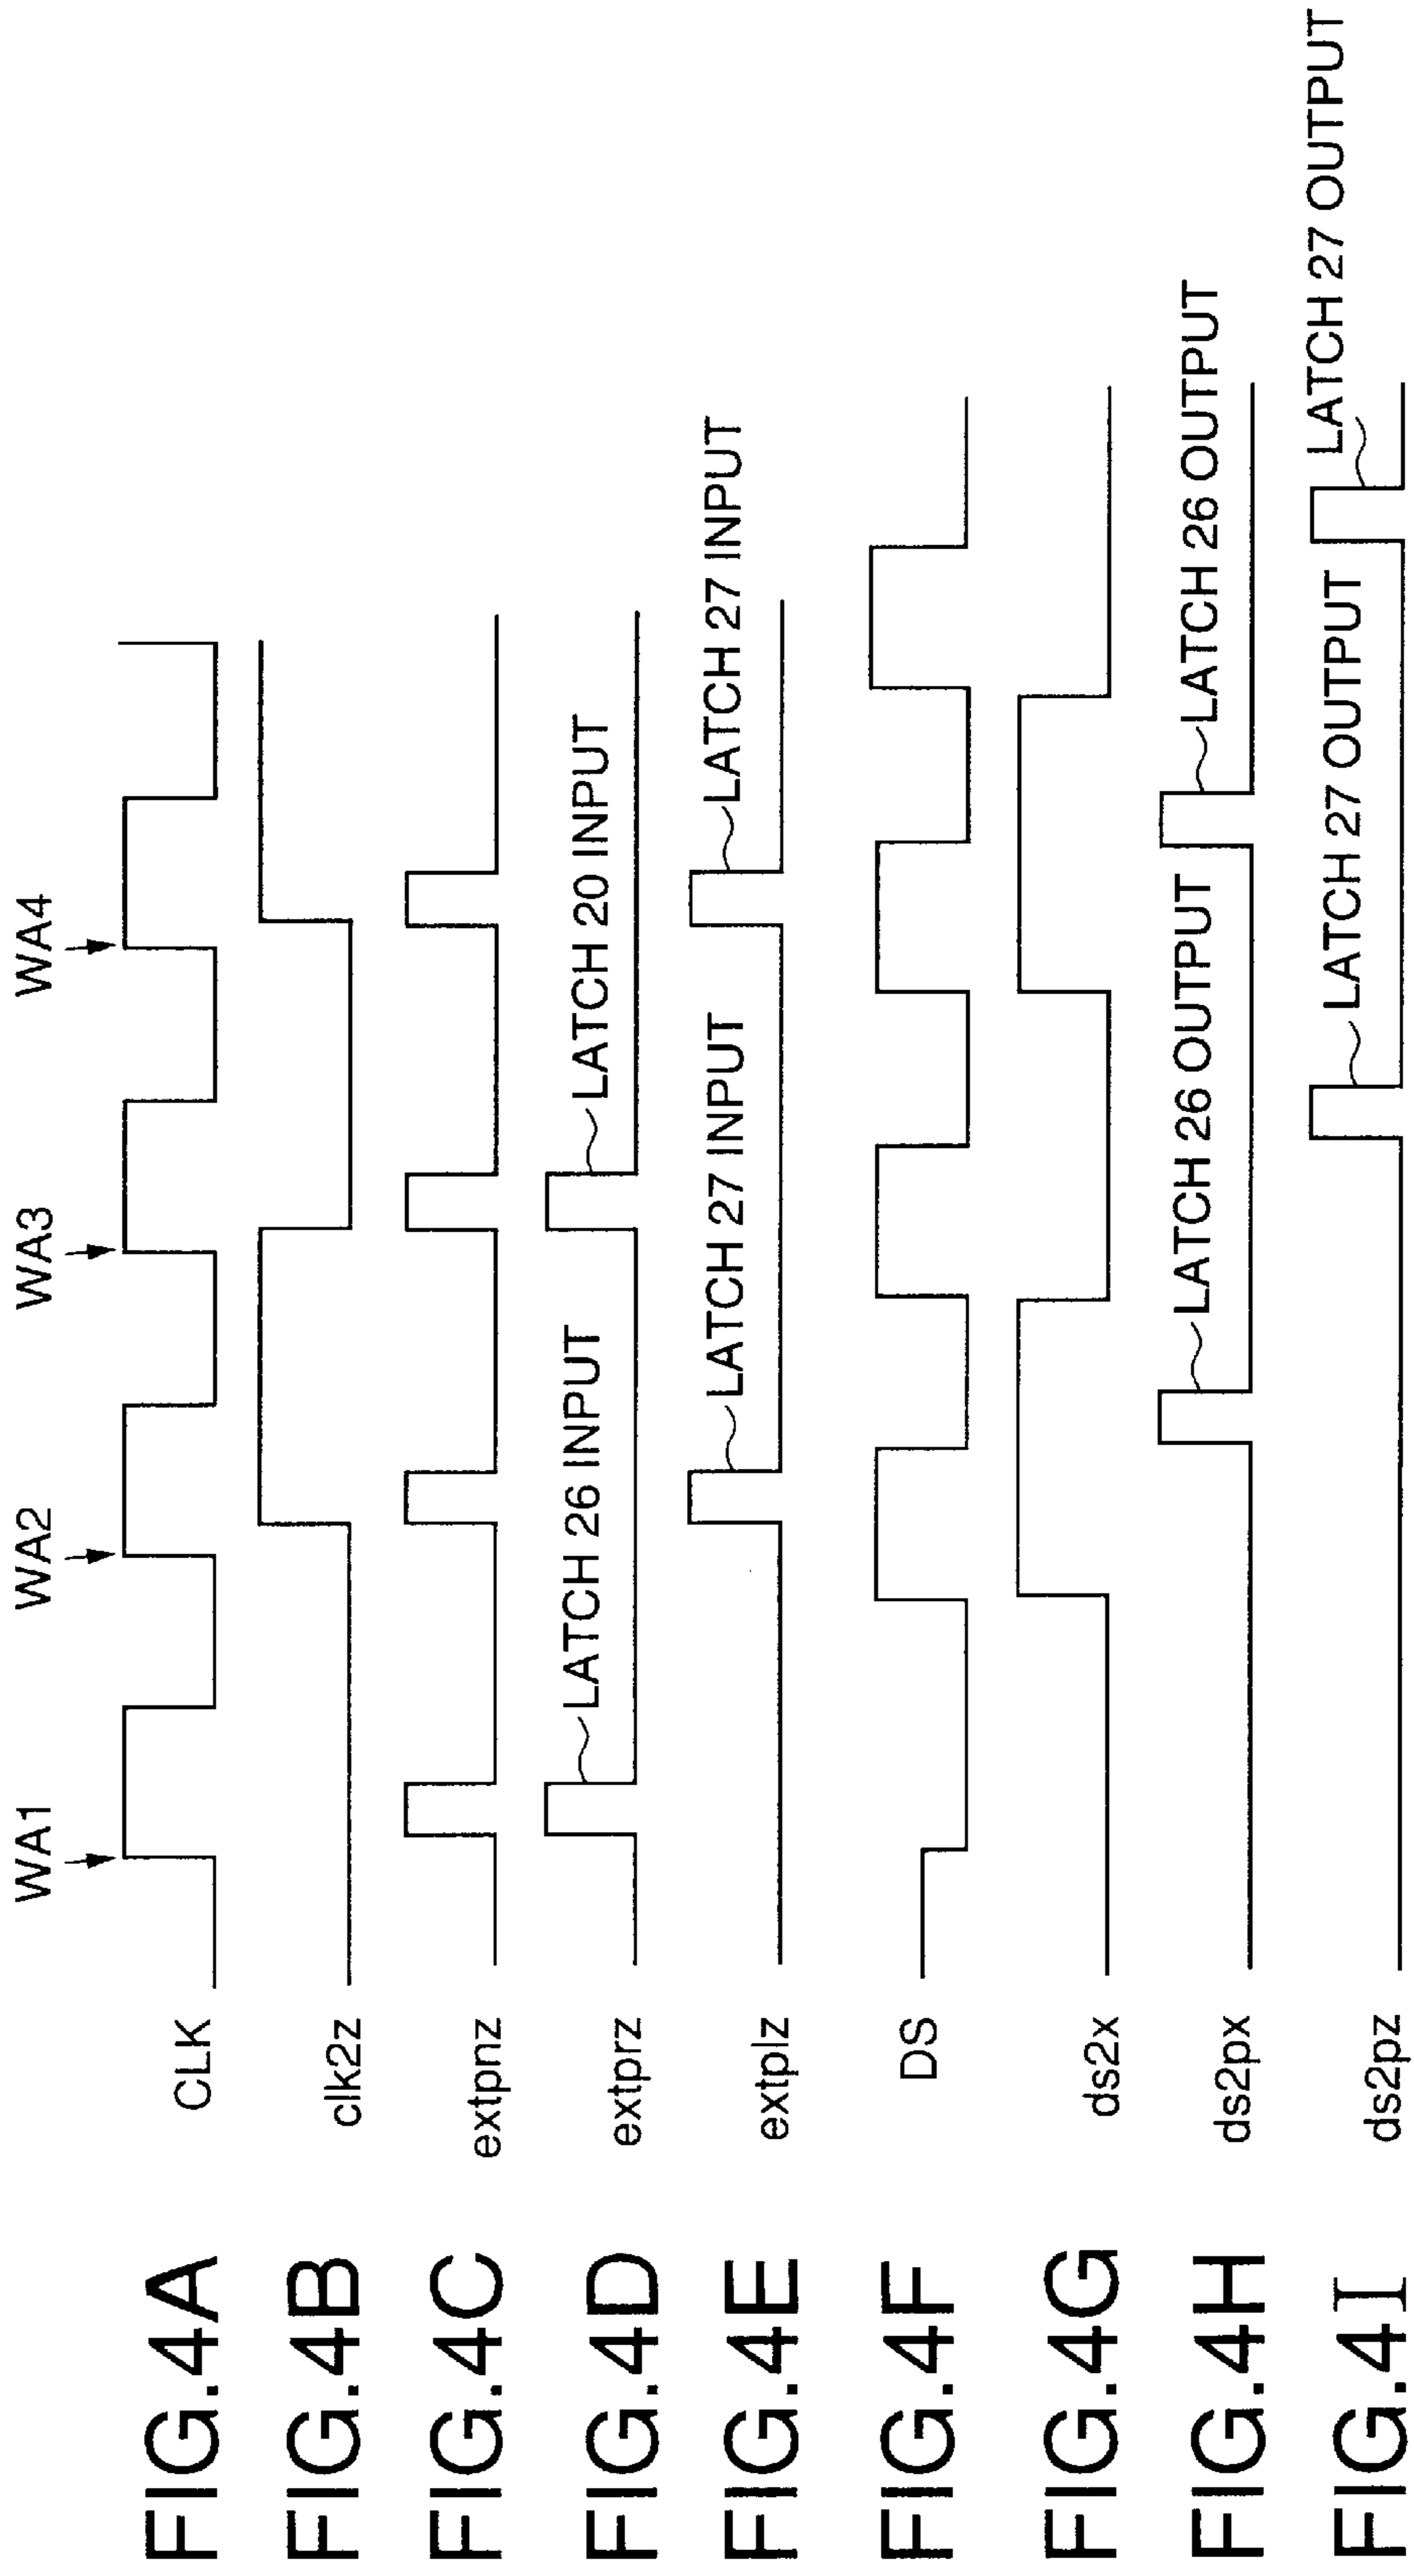 WA1 WA2 WA3 WA4
FIG.4A CLK
FIG.4B clk2z
FIG.4C extpnz
FIG.4D extprz LATCH 26 INPUT LATCH 20 INPUT
FIG.4E extplz LATCH 27 INPUT LATCH 27 INPUT
FIG.4F DS
FIG.4G ds2x
FIG.4H ds2px LATCH 26 OUTPUT LATCH 26 OUTPUT
FIG.4I ds2pz LATCH 27 OUTPUT LATCH 27 OUTPUT